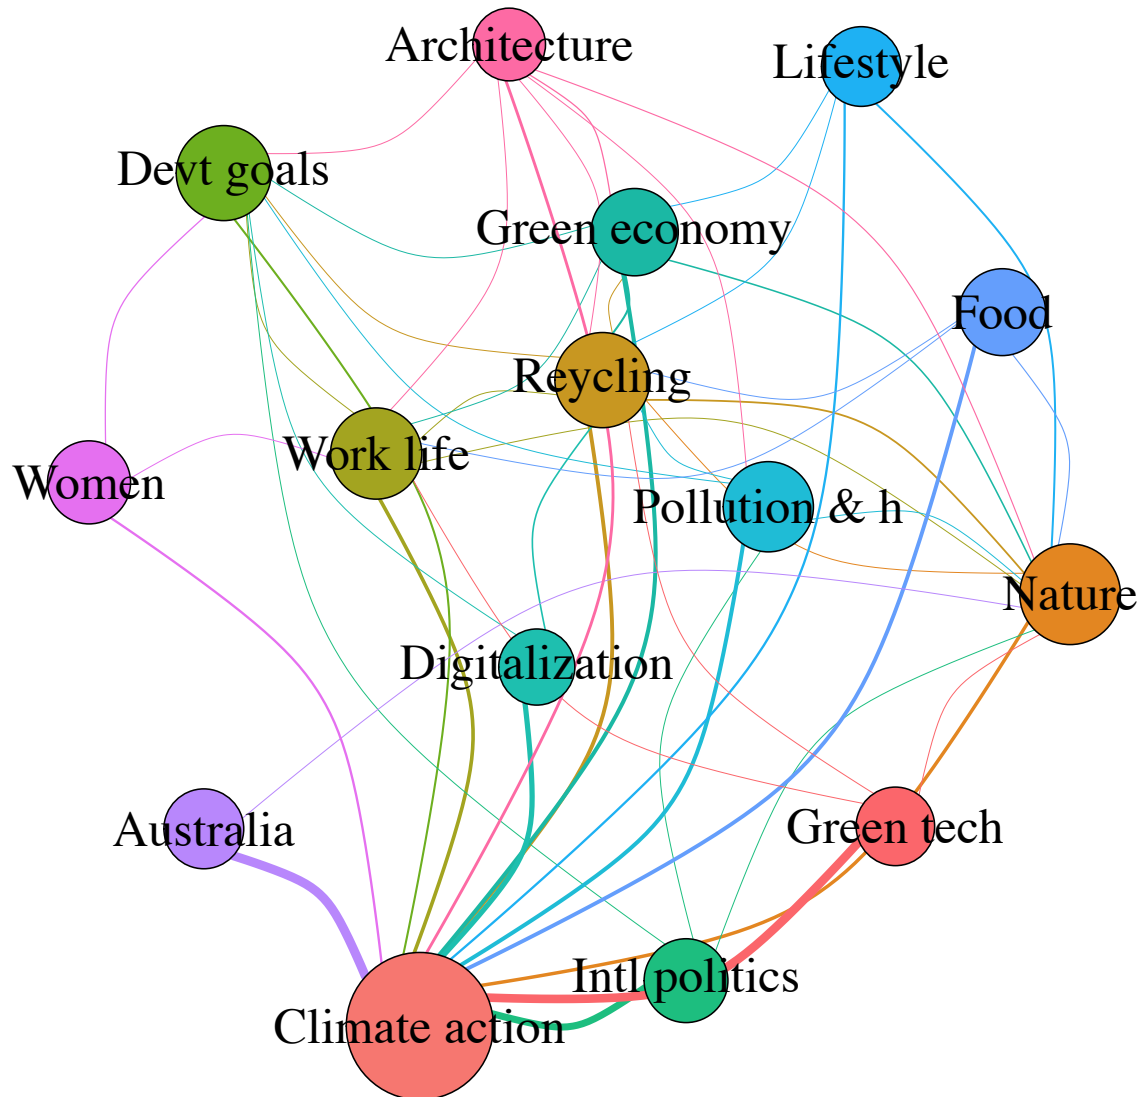 Architecture
Lifestyle
Devt goals
Green economy
Food
Reycling
Work life
Women
Pollution & h
Nature
Digitalization
Australia
Green tech
Intl politics
Climate action